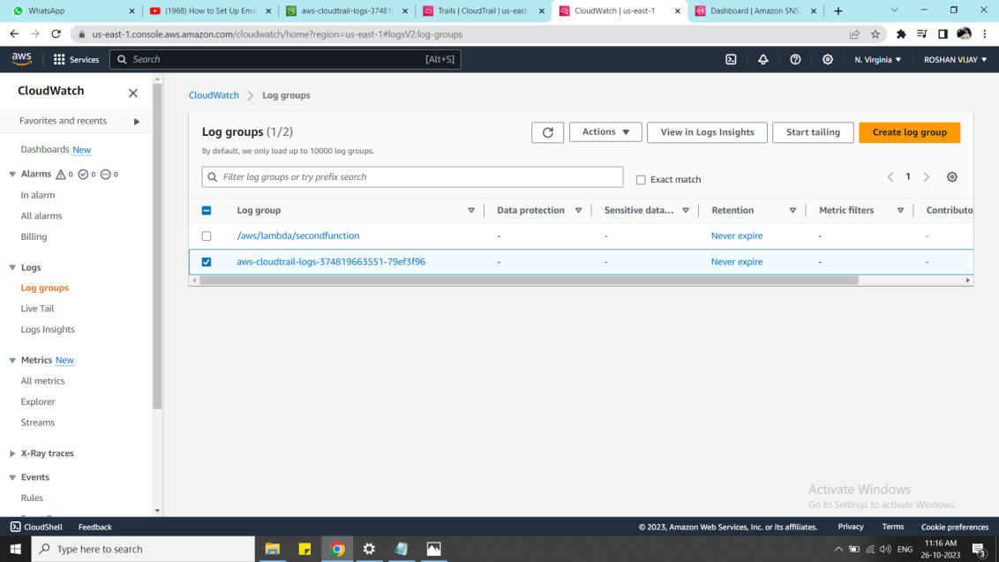 WhatsApp
(1968) How to Set Up Emai
aws-cloudtrail-logs-37481
Trails | CloudTrail | us-east-
CloudWatch | us-east-1
Dashboard | Amazon SNS
us-east-1.console.aws.amazon.com/cloudwatch/home?region=us-east-1#logsV2:log-groups
aws
Services
Search
[Alt+S]
N. Virginia
ROSHAN VIJAY
CloudWatch
Favorites and recents
Dashboards New
Alarms 0 0 0
In alarm
All alarms
Billing
Logs
Log groups
Live Tail
Logs Insights
Metrics New
All metrics
Explorer
Streams
X-Ray traces
Events
Rules
CloudWatch > Log groups
Log groups (1/2)
By default, we only load up to 10000 log groups.
Actions
View in Logs Insights
Start tailing
Create log group
Filter log groups or try prefix search
Exact match
1
Log group Data protection Sensitive data... Retention Metric filters Contributo
/aws/lambda/secondfunction - - Never expire - -
aws-cloudtrail-logs-374819663551-79ef3f96 - - Never expire - -
Activate Windows
Go to Settings to activate Windows.
CloudShell Feedback © 2023, Amazon Web Services, Inc. or its affiliates. Privacy Terms Cookie preferences
Type here to search
ENG
11:16 AM
26-10-2023
3